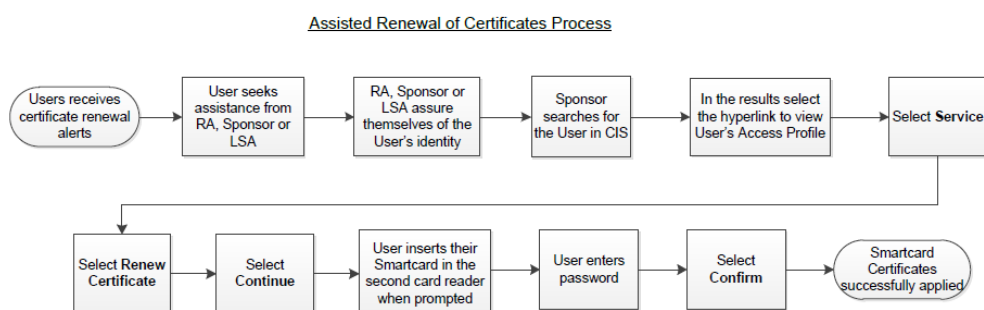 Assisted Renewal of Certificates Process
Users receives
certificate renewal
alerts
User seeks
assistance from
RA, Sponsor or
LSA
RA, Sponsor or
LSA assure
themselves of the
User's identity
Sponsor
searches for
the User in CIS
In the results select
the hyperlink to view
User's Access Profile
Select Service
Select Renew
Certificate
Select
Continue
User inserts their
Smartcard in the
second card reader
when prompted
User enters
password
Select
Confirm
Smartcard
Certificates
successfully applied